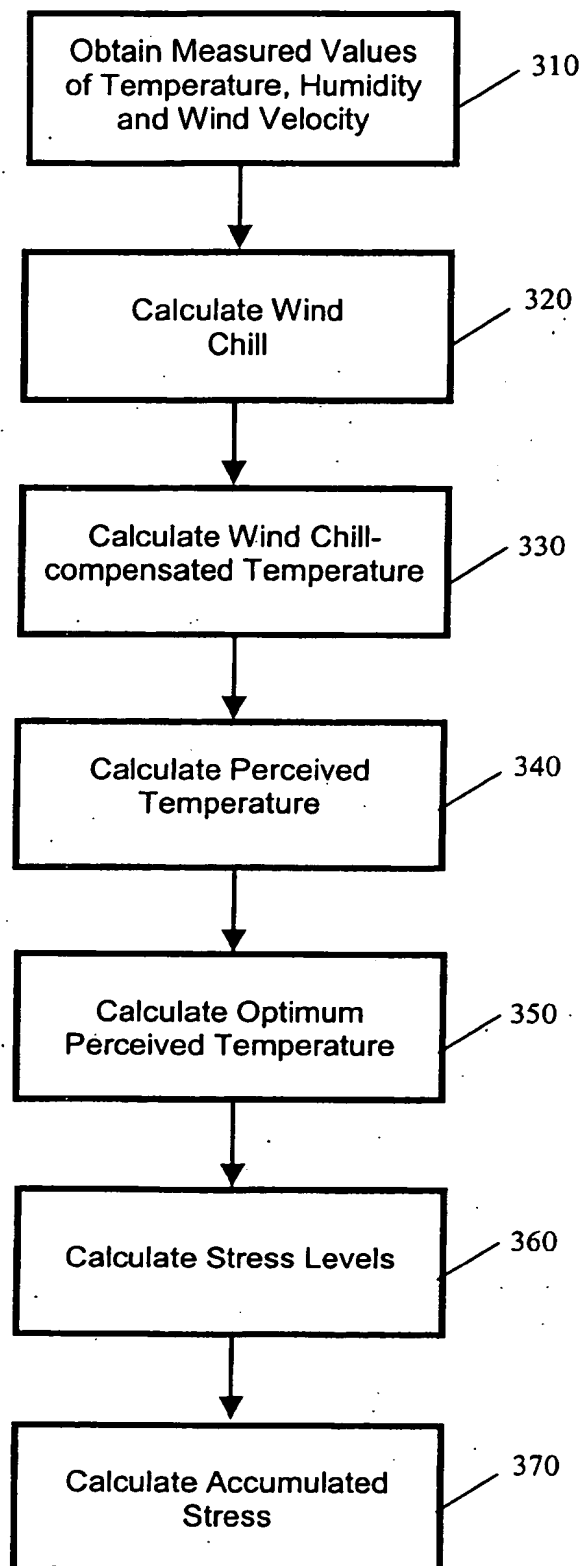 Obtain Measured Values
of Temperature, Humidity
and Wind Velocity
310
Calculate Wind
Chill
320
Calculate Wind Chill-
compensated Temperature
330
Calculate Perceived
Temperature
340
Calculate Optimum
Perceived Temperature
350
Calculate Stress Levels
360
Calculate Accumulated
Stress
370